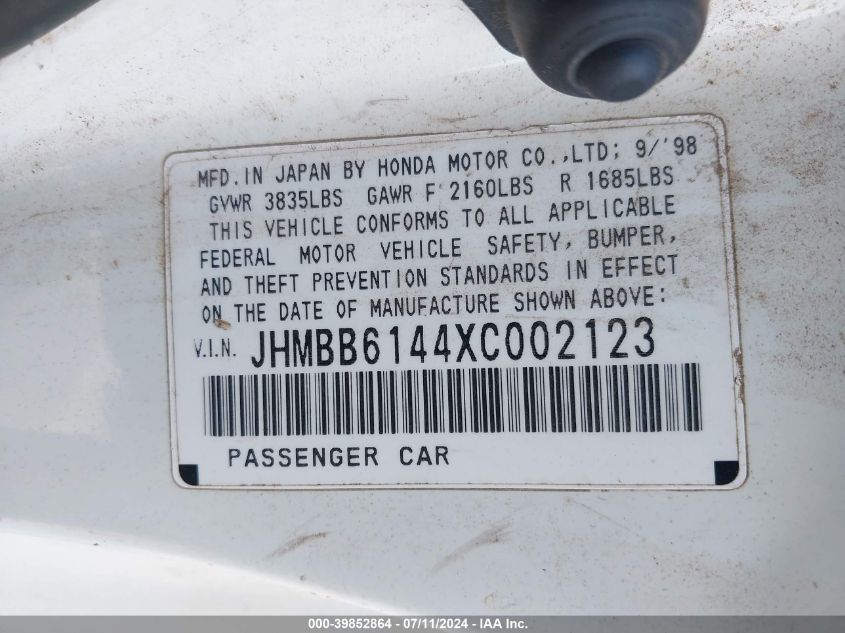 MFD. IN JAPAN BY HONDA MOTOR CO.,LTD; 9/'98
GVWR 3835LBS GAWR F 2160LBS R 1685LBS
THIS VEHICLE CONFORMS TO ALL APPLICABLE
FEDERAL MOTOR VEHICLE SAFETY, BUMPER,
AND THEFT PREVENTION STANDARDS IN EFFECT
ON THE DATE OF MANUFACTURE SHOWN ABOVE:
V.I.N. JHMBB6144XC002123
PASSENGER CAR
000-39852864 - 07/11/2024 - IAA Inc.